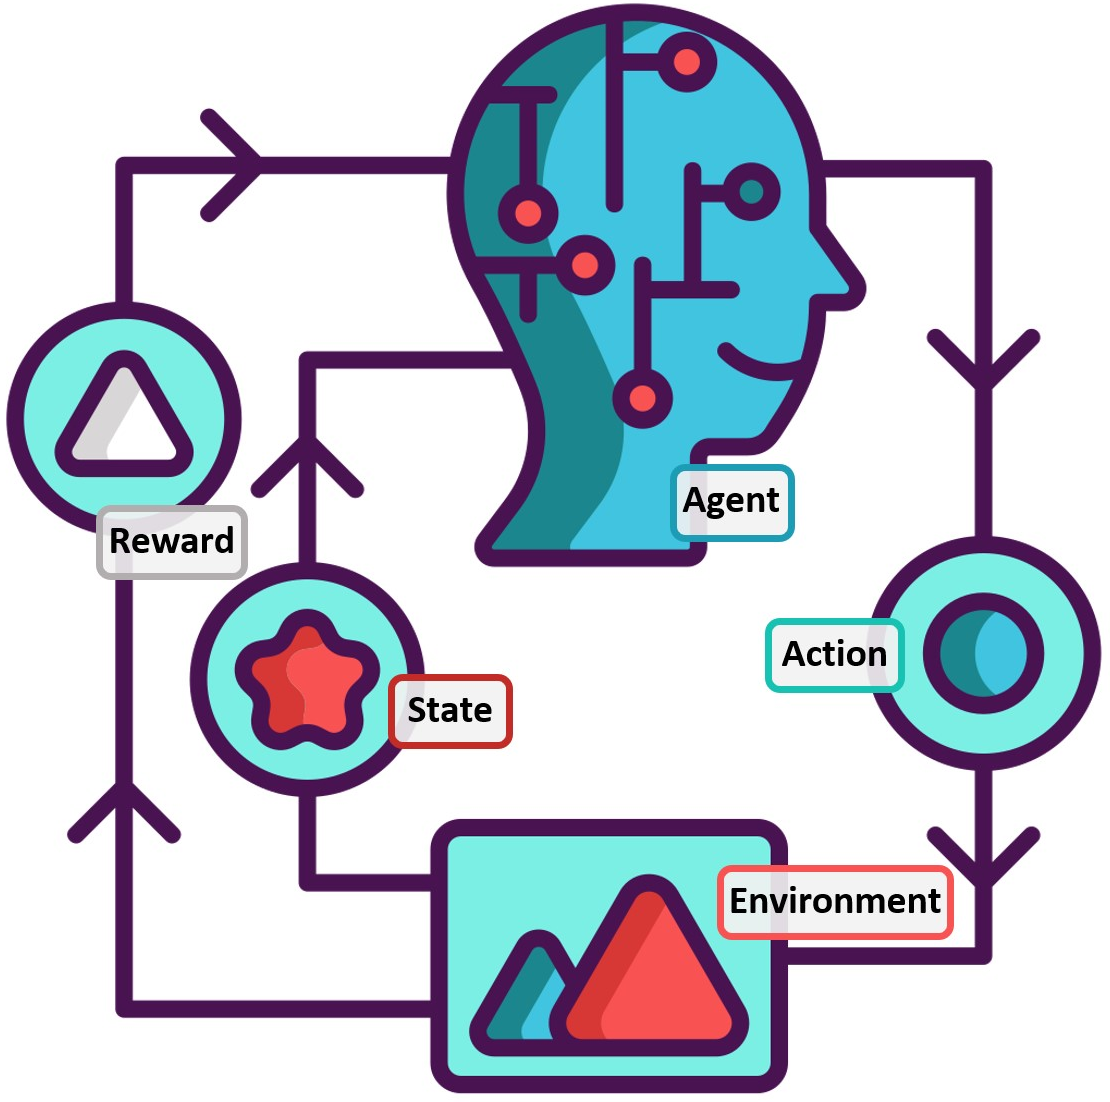 Agent
Reward
Action
State
Environment